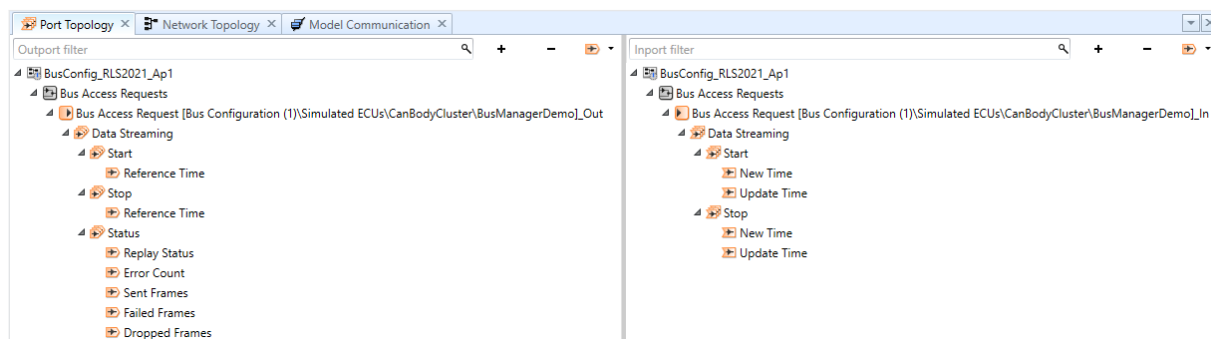 Port Topology
Network Topology
Model Communication
Outport filter
BusConfig_RLS2021_Ap1
Bus Access Requests
Bus Access Request [Bus Configuration (1)\Simulated ECUs\CanBodyCluster\BusManagerDemo]_Out
Data Streaming
Start
Reference Time
Stop
Reference Time
Status
Replay Status
Error Count
Sent Frames
Failed Frames
Dropped Frames
Inport filter
BusConfig_RLS2021_Ap1
Bus Access Requests
Bus Access Request [Bus Configuration (1)\Simulated ECUs\CanBodyCluster\BusManagerDemo]_In
Data Streaming
Start
New Time
Update Time
Stop
New Time
Update Time